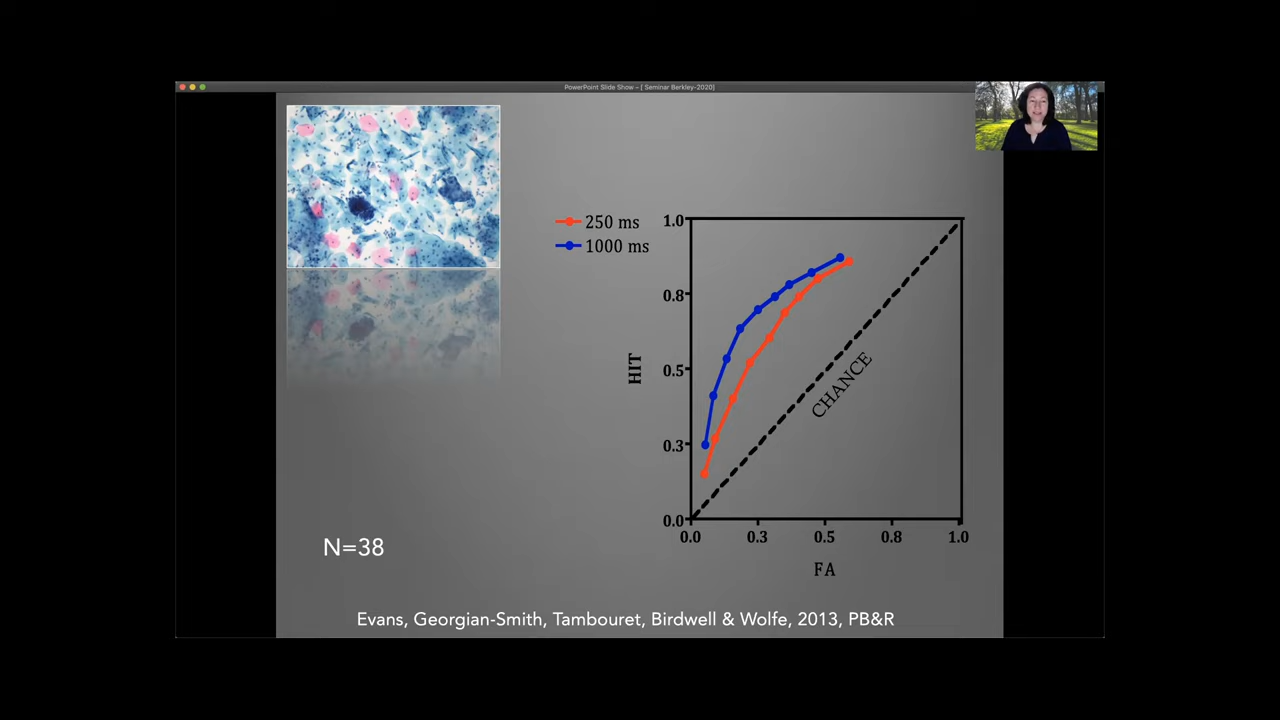 PowerPoint Slide Show - [ Seminar Berkley-2020]
250 ms
1000 ms
1.0
0.8
0.5
0.3
0.0
HIT
CHANCE
0.0 0.3 0.5 0.8 1.0
FA
N=38
Evans, Georgian-Smith, Tambouret, Birdwell & Wolfe, 2013, PB&R